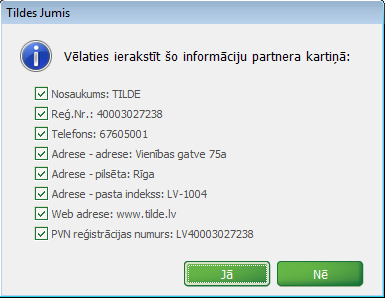 Tildes Jumis
Vēlaties ierakstīt šo informāciju partnera kartiņā:
Nosaukums: TILDE
Reģ.Nr.: 40003027238
Telefons: 67605001
Adrese - adrese: Vienības gatve 75a
Adrese - pilsēta: Rīga
Adrese - pasta indekss: LV-1004
Web adrese: www.tilde.lv
PVN reģistrācijas numurs: LV40003027238
Jā
Nē